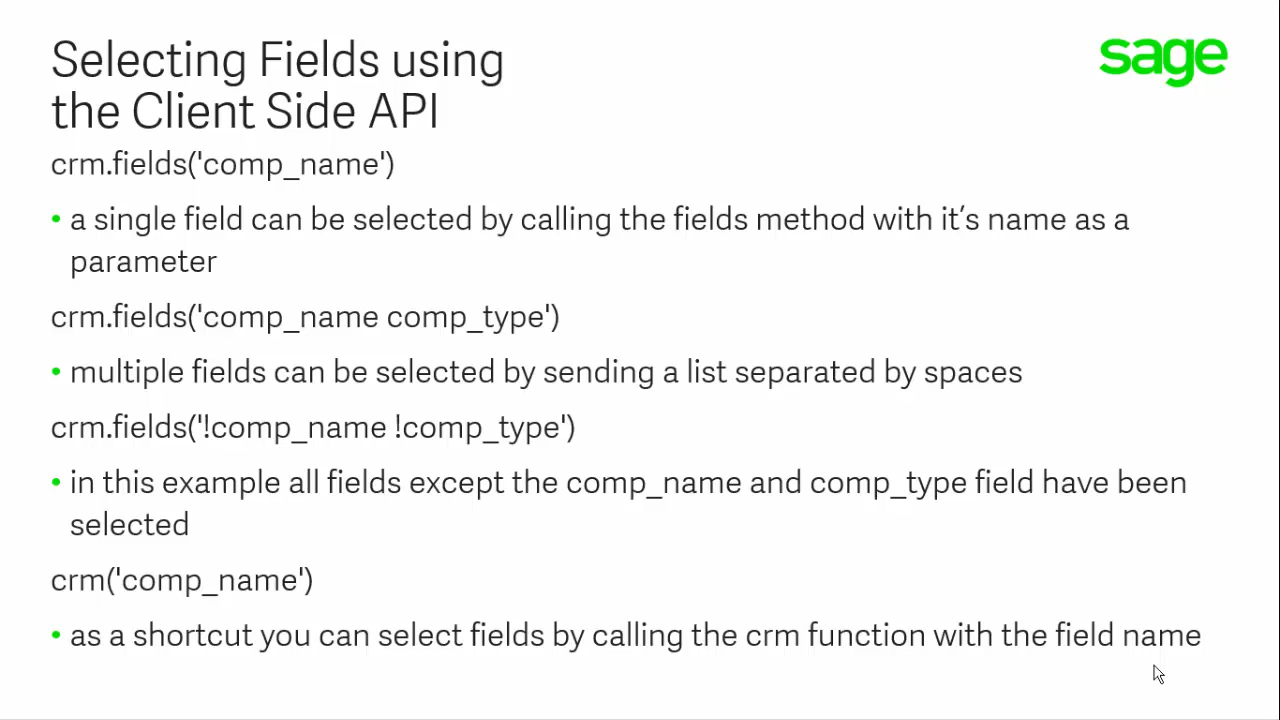 Selecting Fields using
the Client Side API
sage
crm.fields('comp_name')
• a single field can be selected by calling the fields method with it’s name as a
parameter
crm.fields('comp_name comp_type')
• multiple fields can be selected by sending a list separated by spaces
crm.fields('!comp_name !comp_type')
• in this example all fields except the comp_name and comp_type field have been
selected
crm('comp_name')
• as a shortcut you can select fields by calling the crm function with the field name